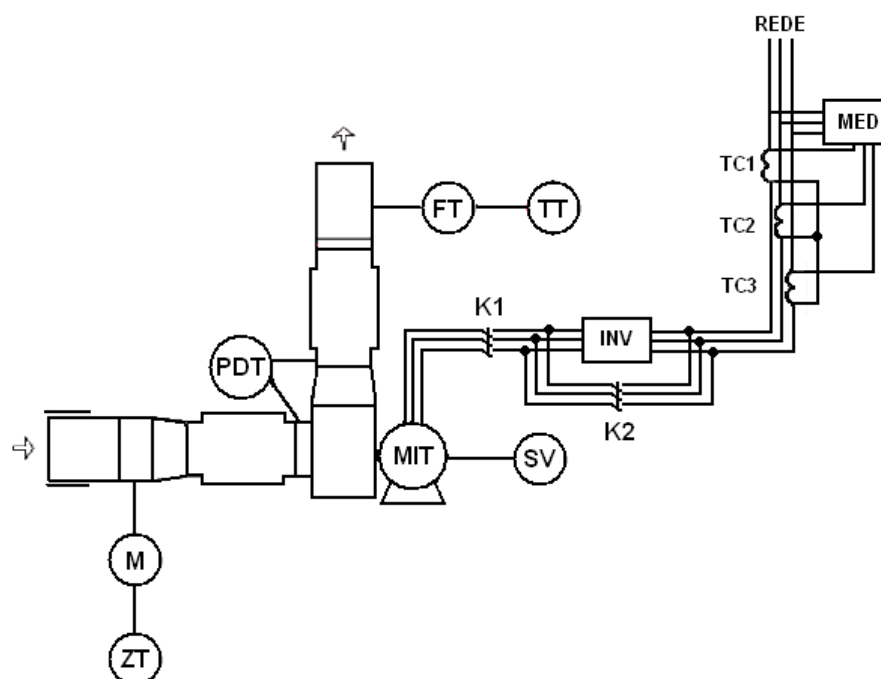 REDE
MED
TC1
FT
TT
TC2
TC3
K1
INV
PDT
K2
MIT
SV
M
ZT